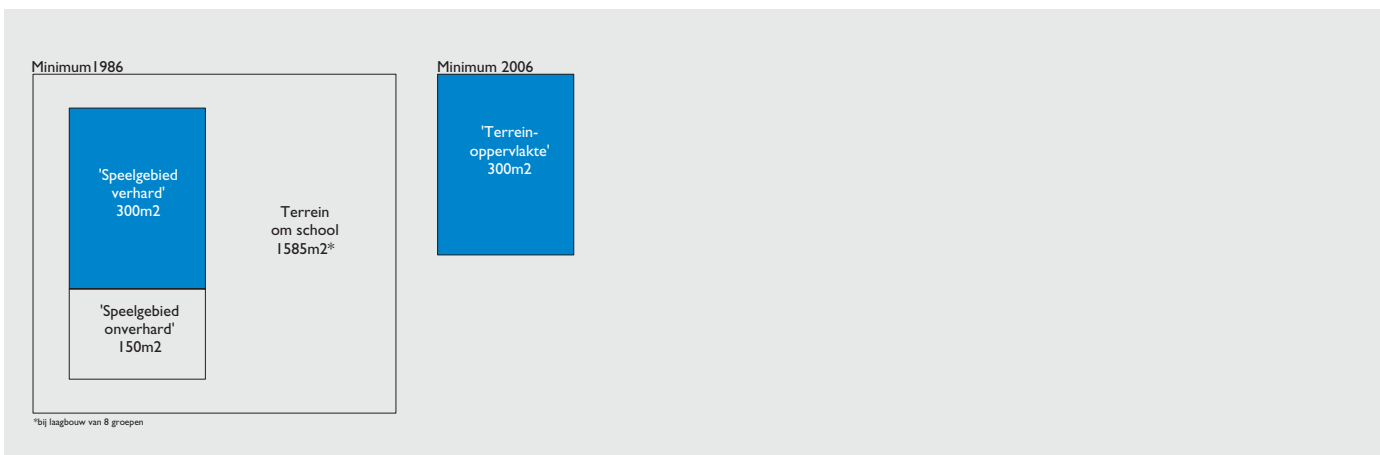 Minimum1986
'Speelgebied
verhard'
300m2
'Speelgebied
onverhard'
150m2
Terrein
om school
1585m2*
*bij laagbouw van 8 groepen
Minimum 2006
'Terrein-
oppervlakte'
300m2